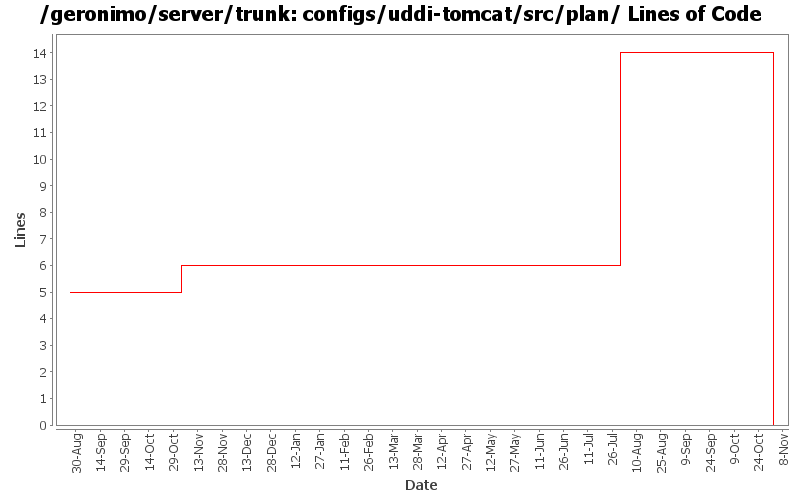 /geronimo/server/trunk: configs/uddi-tomcat/src/plan/ Lines of Code
14
13
12
11
10
9
8
7
6
5
4
3
2
1
0
Lines
30-Aug
14-Sep
29-Sep
14-Oct
29-Oct
13-Nov
28-Nov
13-Dec
28-Dec
12-Jan
27-Jan
11-Feb
26-Feb
13-Mar
28-Mar
12-Apr
27-Apr
12-May
27-May
11-Jun
26-Jun
11-Jul
26-Jul
10-Aug
25-Aug
9-Sep
24-Sep
9-Oct
24-Oct
8-Nov
Date